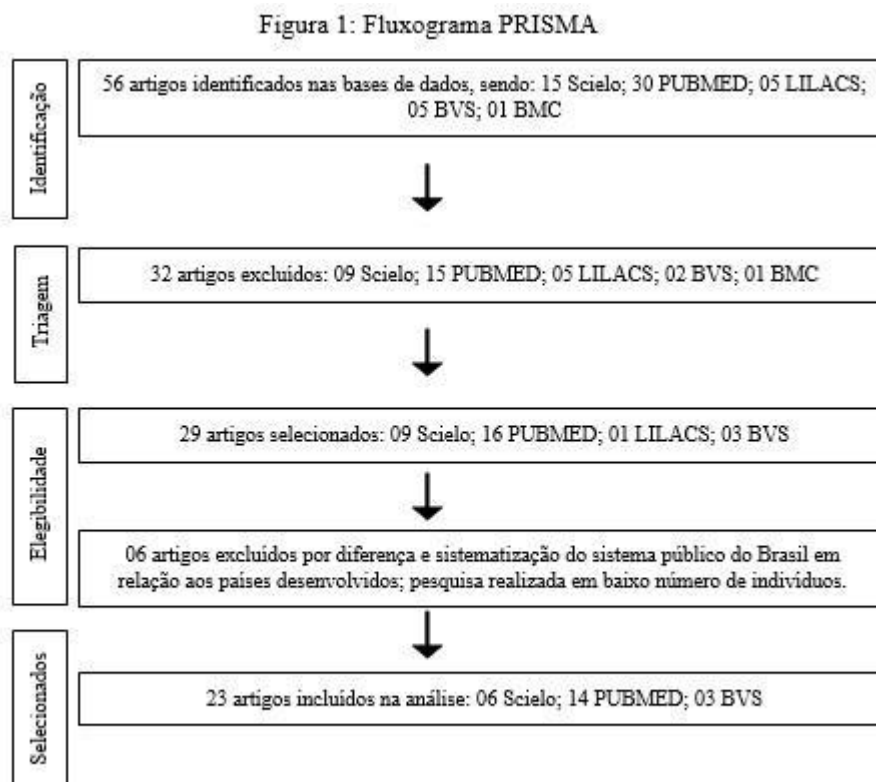 Figura 1: Fluxograma PRISMA
Identificação
56 artigos identificados nas bases de dados, sendo: 15 Scielo; 30 PUBMED; 05 LILACS;
05 BVS; 01 BMC
Triagem
32 artigos excluídos: 09 Scielo; 15 PUBMED; 05 LILACS; 02 BVS; 01 BMC
Elegibilidade
29 artigos selecionados: 09 Scielo; 16 PUBMED; 01 LILACS; 03 BVS
06 artigos excluídos por diferença e sistematização do sistema público do Brasil em
relação aos países desenvolvidos; pesquisa realizada em baixo número de indivíduos.
Selecionados
23 artigos incluídos na análise: 06 Scielo; 14 PUBMED; 03 BVS